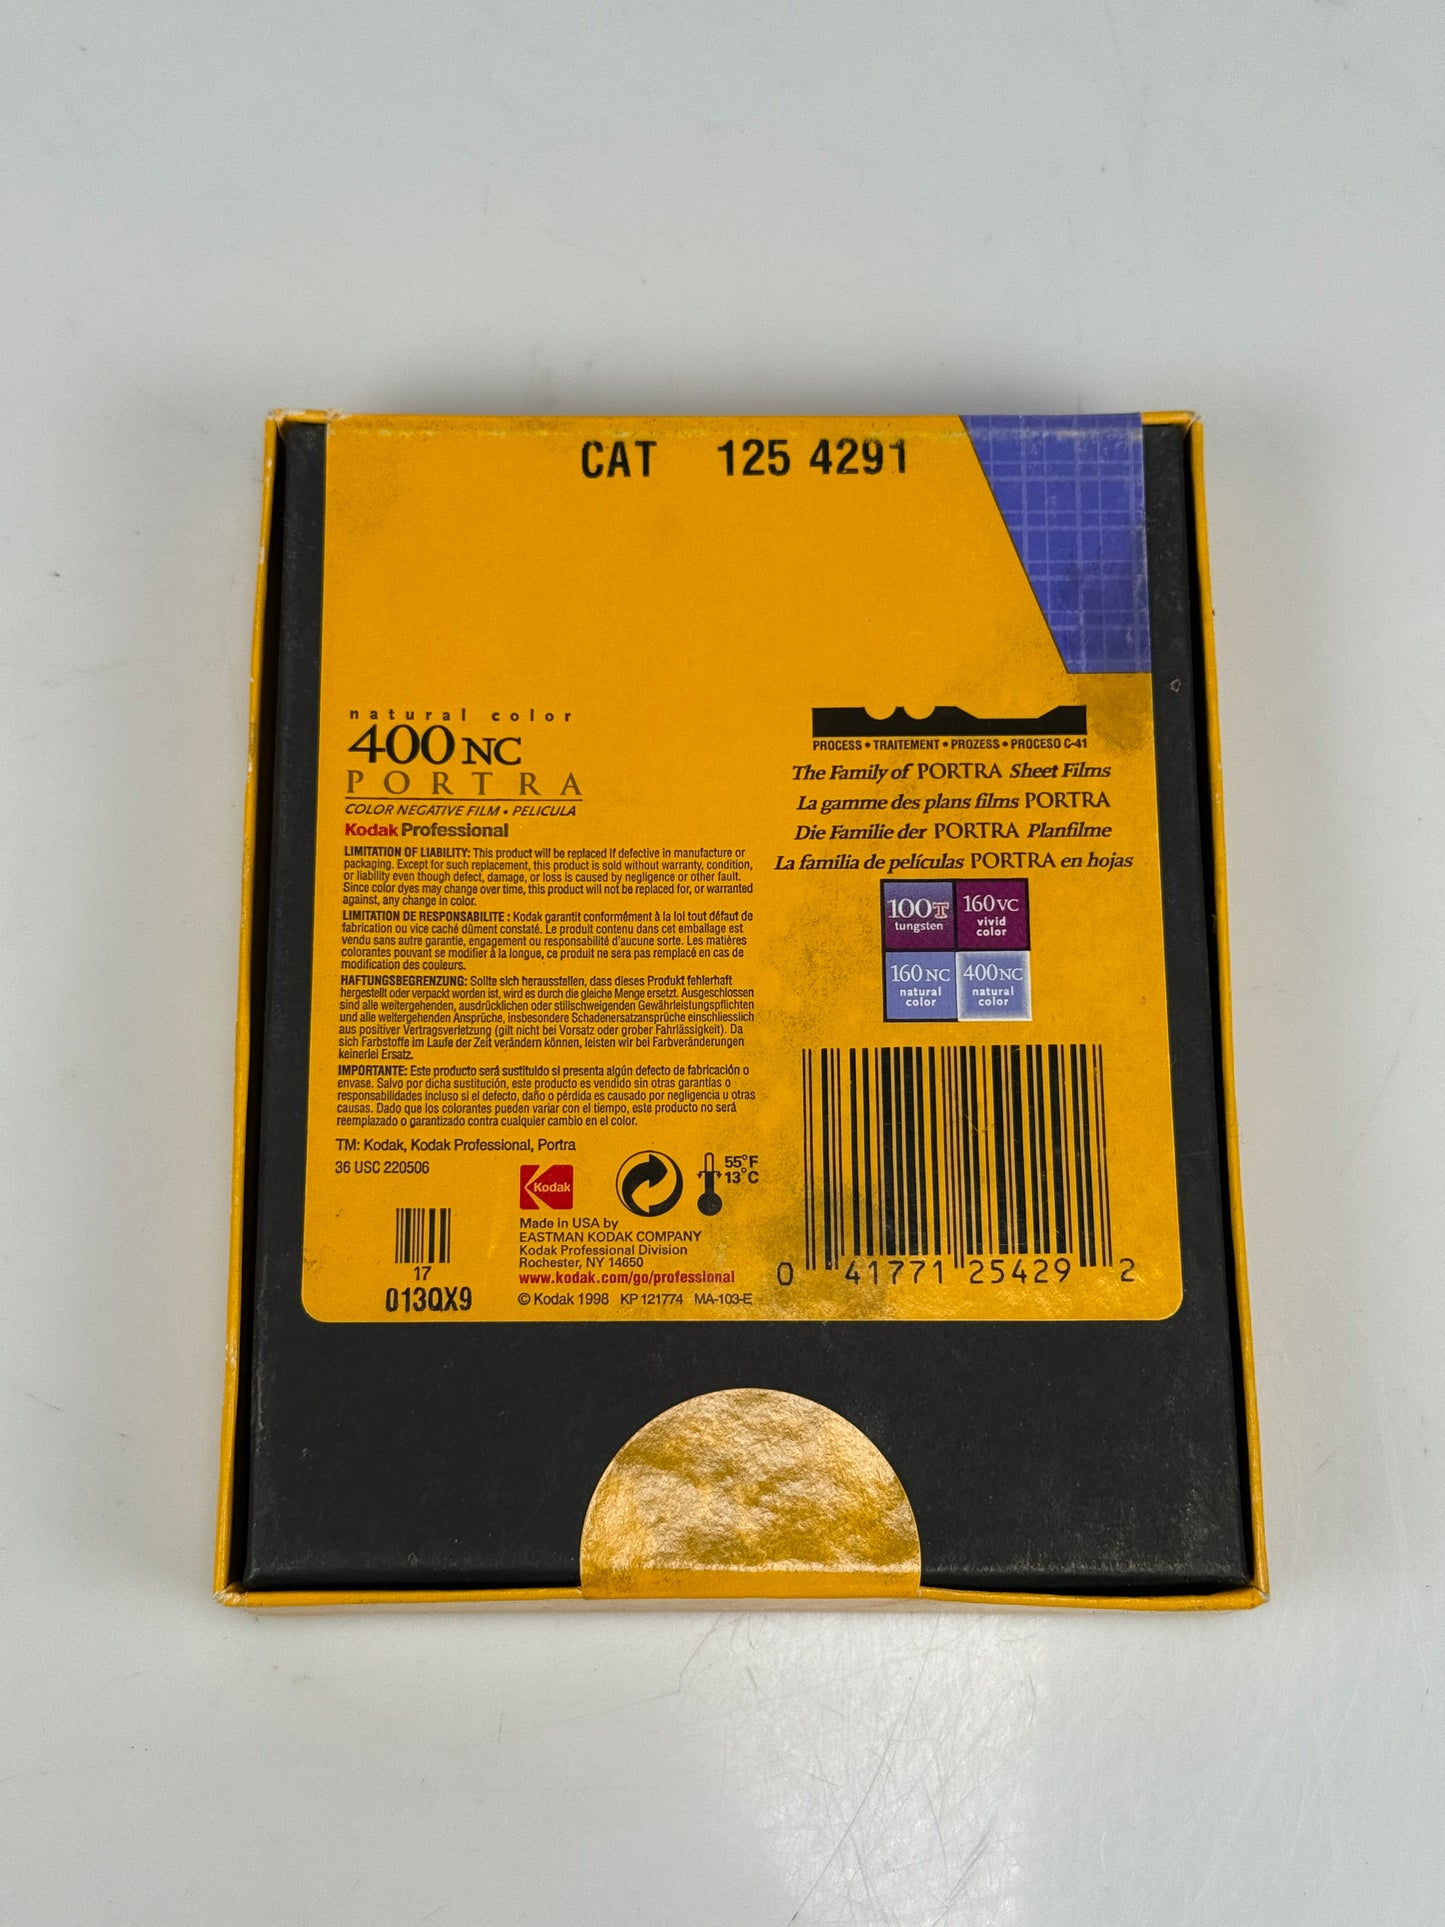 CAT 125 4291
natural color
400 NC
PORTRA
COLOR NEGATIVE FILM • PELICULA
Kodak Professional
LIMITATION OF LIABILITY: This product will be replaced if defective in manufacture or
packaging. Except for such replacement, this product is sold without warranty, condition,
or liability even though defect, damage, or loss is caused by negligence or other fault.
Since color dyes may change over time, this product will not be replaced for, or warranted
against, any change in color.
LIMITATION DE RESPONSABILITE : Kodak garantit conformément à la loi tout défaut de
fabrication ou vice caché dûment constaté. Le produit contenu dans cet emballage est
vendu sans autre garantie, engagement ou responsabilité d'aucune sorte. Les matières
colorantes pouvant se modifier à la longue, ce produit ne sera pas remplacé en cas de
modification des couleurs.
HAFTUNGSBEGRENZUNG: Sollte sich herausstellen, dass dieses Produkt fehlerhaft
hergestellt oder verpackt worden ist, wird es durch die gleiche Menge ersetzt. Ausgeschlossen
sind alle weitergehenden, ausdrücklichen oder stillschweigenden Gewährleistungspflichten
und alle weitergehenden Ansprüche, insbesondere Schadenersatzansprüche einschliesslich
aus positiver Vertragsverletzung (gilt nicht bei Vorsatz oder grober Fahrlässigkeit). Da
sich Farbstoffe im Laufe der Zeit verändern können, leisten wir bei Farbveränderungen
keinerlei Ersatz.
IMPORTANTE: Este producto será sustituido si presenta algún defecto de fabricación o
envase. Salvo por dicha sustitución, este producto es vendido sin otras garantías o
responsabilidades incluso si el defecto, daño o pérdida es causado por negligencia u otras
causas. Dado que los colorantes pueden variar con el tiempo, este producto no será
reemplazado o garantizado contra cualquier cambio en el color.
TM: Kodak, Kodak Professional, Portra
36 USC 220506
17
013QX9
Kodak
55°F
13°C
Made in USA by
EASTMAN KODAK COMPANY
Kodak Professional Division
Rochester, NY 14650
www.kodak.com/go/professional
© Kodak 1998 KP 121774 MA-103-E
PROCESS • TRAITEMENT • PROZESS • PROCESO C-41
The Family of PORTRA Sheet Films
La gamme des plans films PORTRA
Die Familie der PORTRA Planfilme
La familia de películas PORTRA en hojas
100T
tungsten
160 VC
vivid
color
160 NC
natural
color
400NC
natural
color
0 41771 25429 2